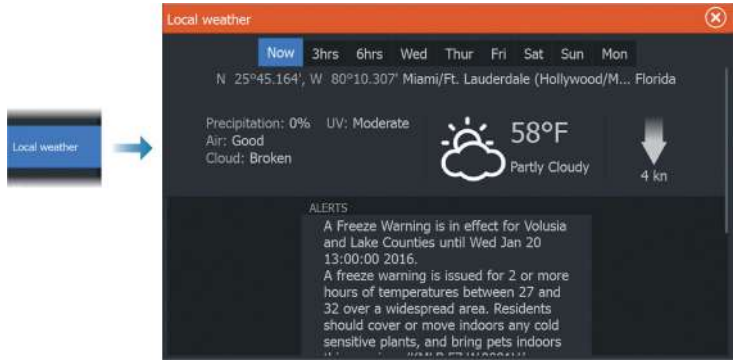 Local weather
Local weather
Now 3hrs 6hrs Wed Thur Fri Sat Sun Mon
N 25°45.164', W 80°10.307' Miami/Ft. Lauderdale (Hollywood/M... Florida
Precipitation: 0% UV: Moderate
Air: Good
Cloud: Broken
58°F
Partly Cloudy
4 kn
ALERTS
A Freeze Warning is in effect for Volusia
and Lake Counties until Wed Jan 20
13:00:00 2016.
A freeze warning is issued for 2 or more
hours of temperatures between 27 and
32 over a widespread area. Residents
should cover or move indoors any cold
sensitive plants, and bring pets indoors